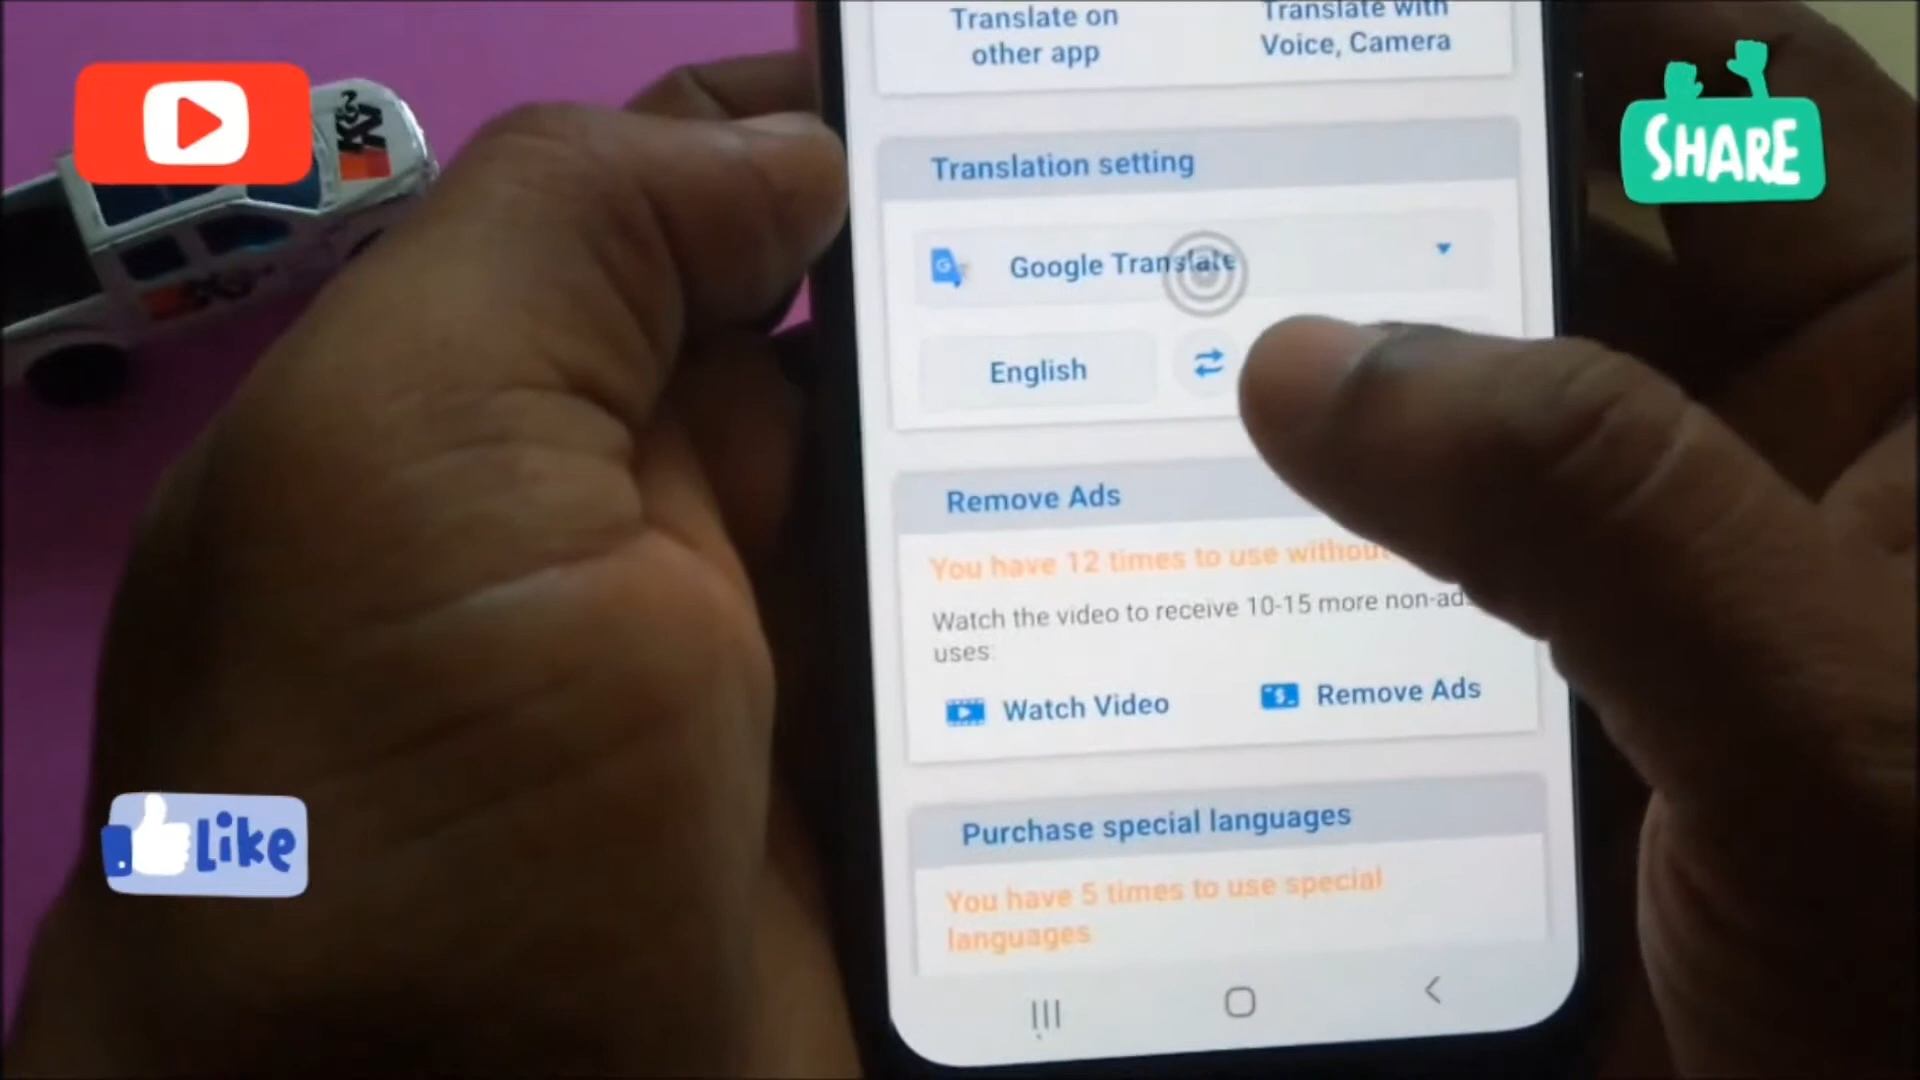 Translate on
other app
Translate with
Voice, Camera
SHARE
Translation setting
Google Translate
English
Remove Ads
You have 12 times to use without
Watch the video to receive 10-15 more non-ads
uses:
Watch Video
Remove Ads
Like
Purchase special languages
You have 5 times to use special
languages